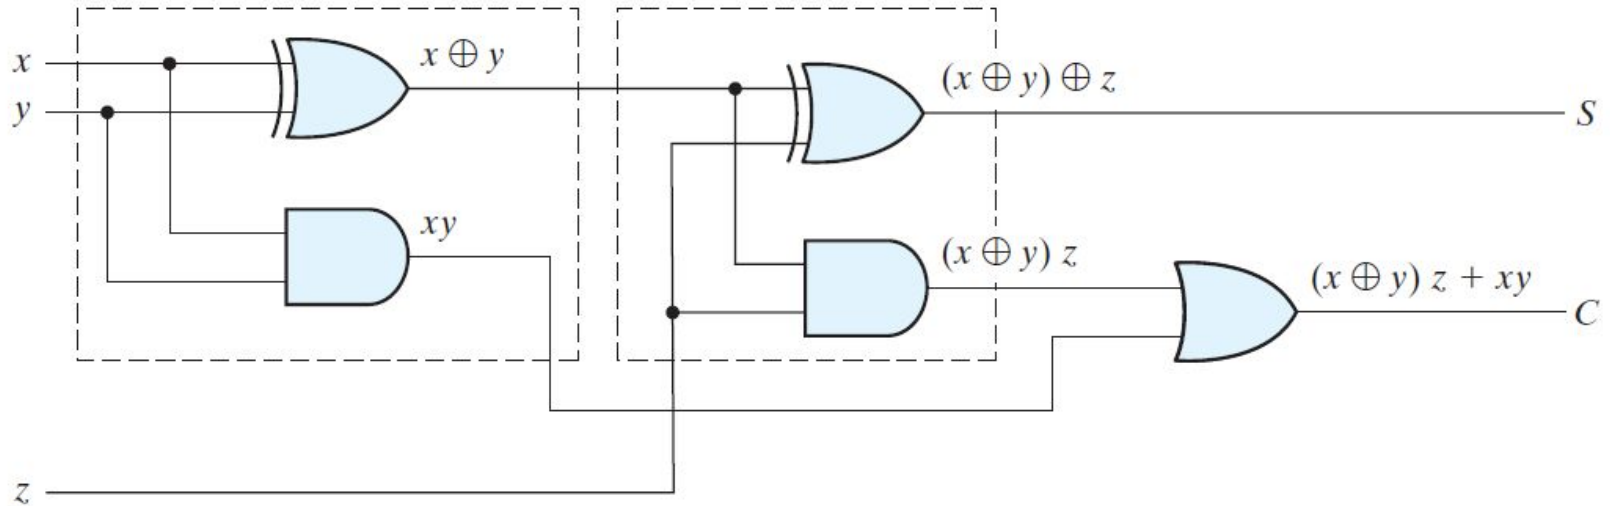 x
y
x ⊕ y
xy
(x ⊕ y) ⊕ z
S
(x ⊕ y) z
(x ⊕ y) z + xy
C
z